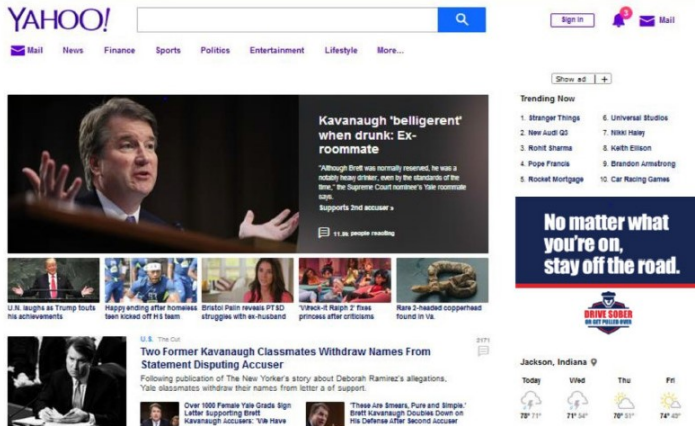 YAHOO!
Sign in
3
Mail
Mail News Finance Sports Politics Entertainment Lifestyle More...
Show ad +
Kavanaugh 'belligerent'
when drunk: Ex-
roommate
"Although Brett was normally reserved, he was a
notably heavy drinker, even by the standards of the
time," the Supreme Court nominee's Yale roommate
says.
Supports 2nd accuser »
people reading
U.N. laughs as Trump touts
his achievements
Happy ending after homeless
teen kicked off HS team
Bristol Palin reveals PTSD
struggles with ex-husband
'Wreck-It Ralph 2' fixes
princess after criticisms
Rare 2-headed copperhead
found in Va.
U.S. The Cut
2171
Two Former Kavanaugh Classmates Withdraw Names From
Statement Disputing Accuser
Following publication of The New Yorker's story about Deborah Ramirez's allegations,
Yale classmates withdraw their names from letter a of support.
Over 1000 Female Yale Grads Sign
Letter Supporting Brett
Kavanaugh Accusers: 'We Have
'These Are Smears, Pure and Simple.'
Brett Kavanaugh Doubles Down on
His Defense After Second Accuser
Trending Now
1. Stranger Things
2. New Audi Q3
3. Rohit Sharma
4. Pope Francis
5. Rocket Mortgage
6. Universal Studios
7. Nikki Haley
8. Keith Ellison
9. Brandon Armstrong
10. Car Racing Games
No matter what
you're on,
stay off the road.
DRIVE SOBER
OR GET PULLED OVER
Jackson, Indiana
Today Wed Thu Fri
78° 71° 71° 54° 70° 51° 74°